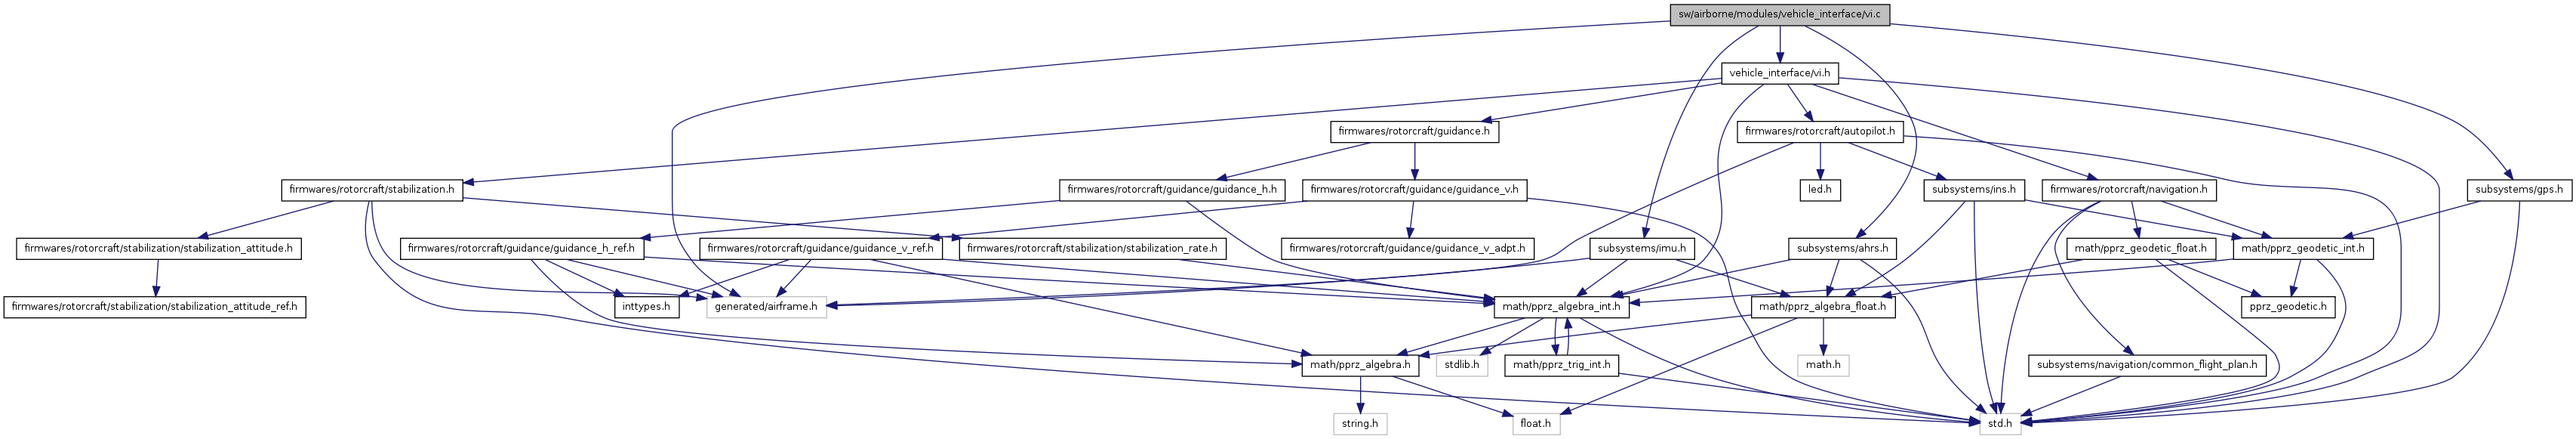 sw/airborne/modules/vehicle_interface/vi.c
vehicle_interface/vi.h
firmwares/rotorcraft/guidance.h
firmwares/rotorcraft/autopilot.h
firmwares/rotorcraft/stabilization.h
firmwares/rotorcraft/guidance/guidance_h.h
firmwares/rotorcraft/guidance/guidance_v.h
led.h
subsystems/ins.h
firmwares/rotorcraft/navigation.h
subsystems/gps.h
firmwares/rotorcraft/stabilization/stabilization_attitude.h
firmwares/rotorcraft/guidance/guidance_h_ref.h
firmwares/rotorcraft/guidance/guidance_v_ref.h
firmwares/rotorcraft/stabilization/stabilization_rate.h
firmwares/rotorcraft/guidance/guidance_v_adpt.h
subsystems/imu.h
subsystems/ahrs.h
math/pprz_geodetic_float.h
math/pprz_geodetic_int.h
firmwares/rotorcraft/stabilization/stabilization_attitude_ref.h
inttypes.h
generated/airframe.h
math/pprz_algebra_int.h
math/pprz_algebra_float.h
pprz_geodetic.h
math/pprz_algebra.h
stdlib.h
math/pprz_trig_int.h
math.h
subsystems/navigation/common_flight_plan.h
string.h
float.h
std.h